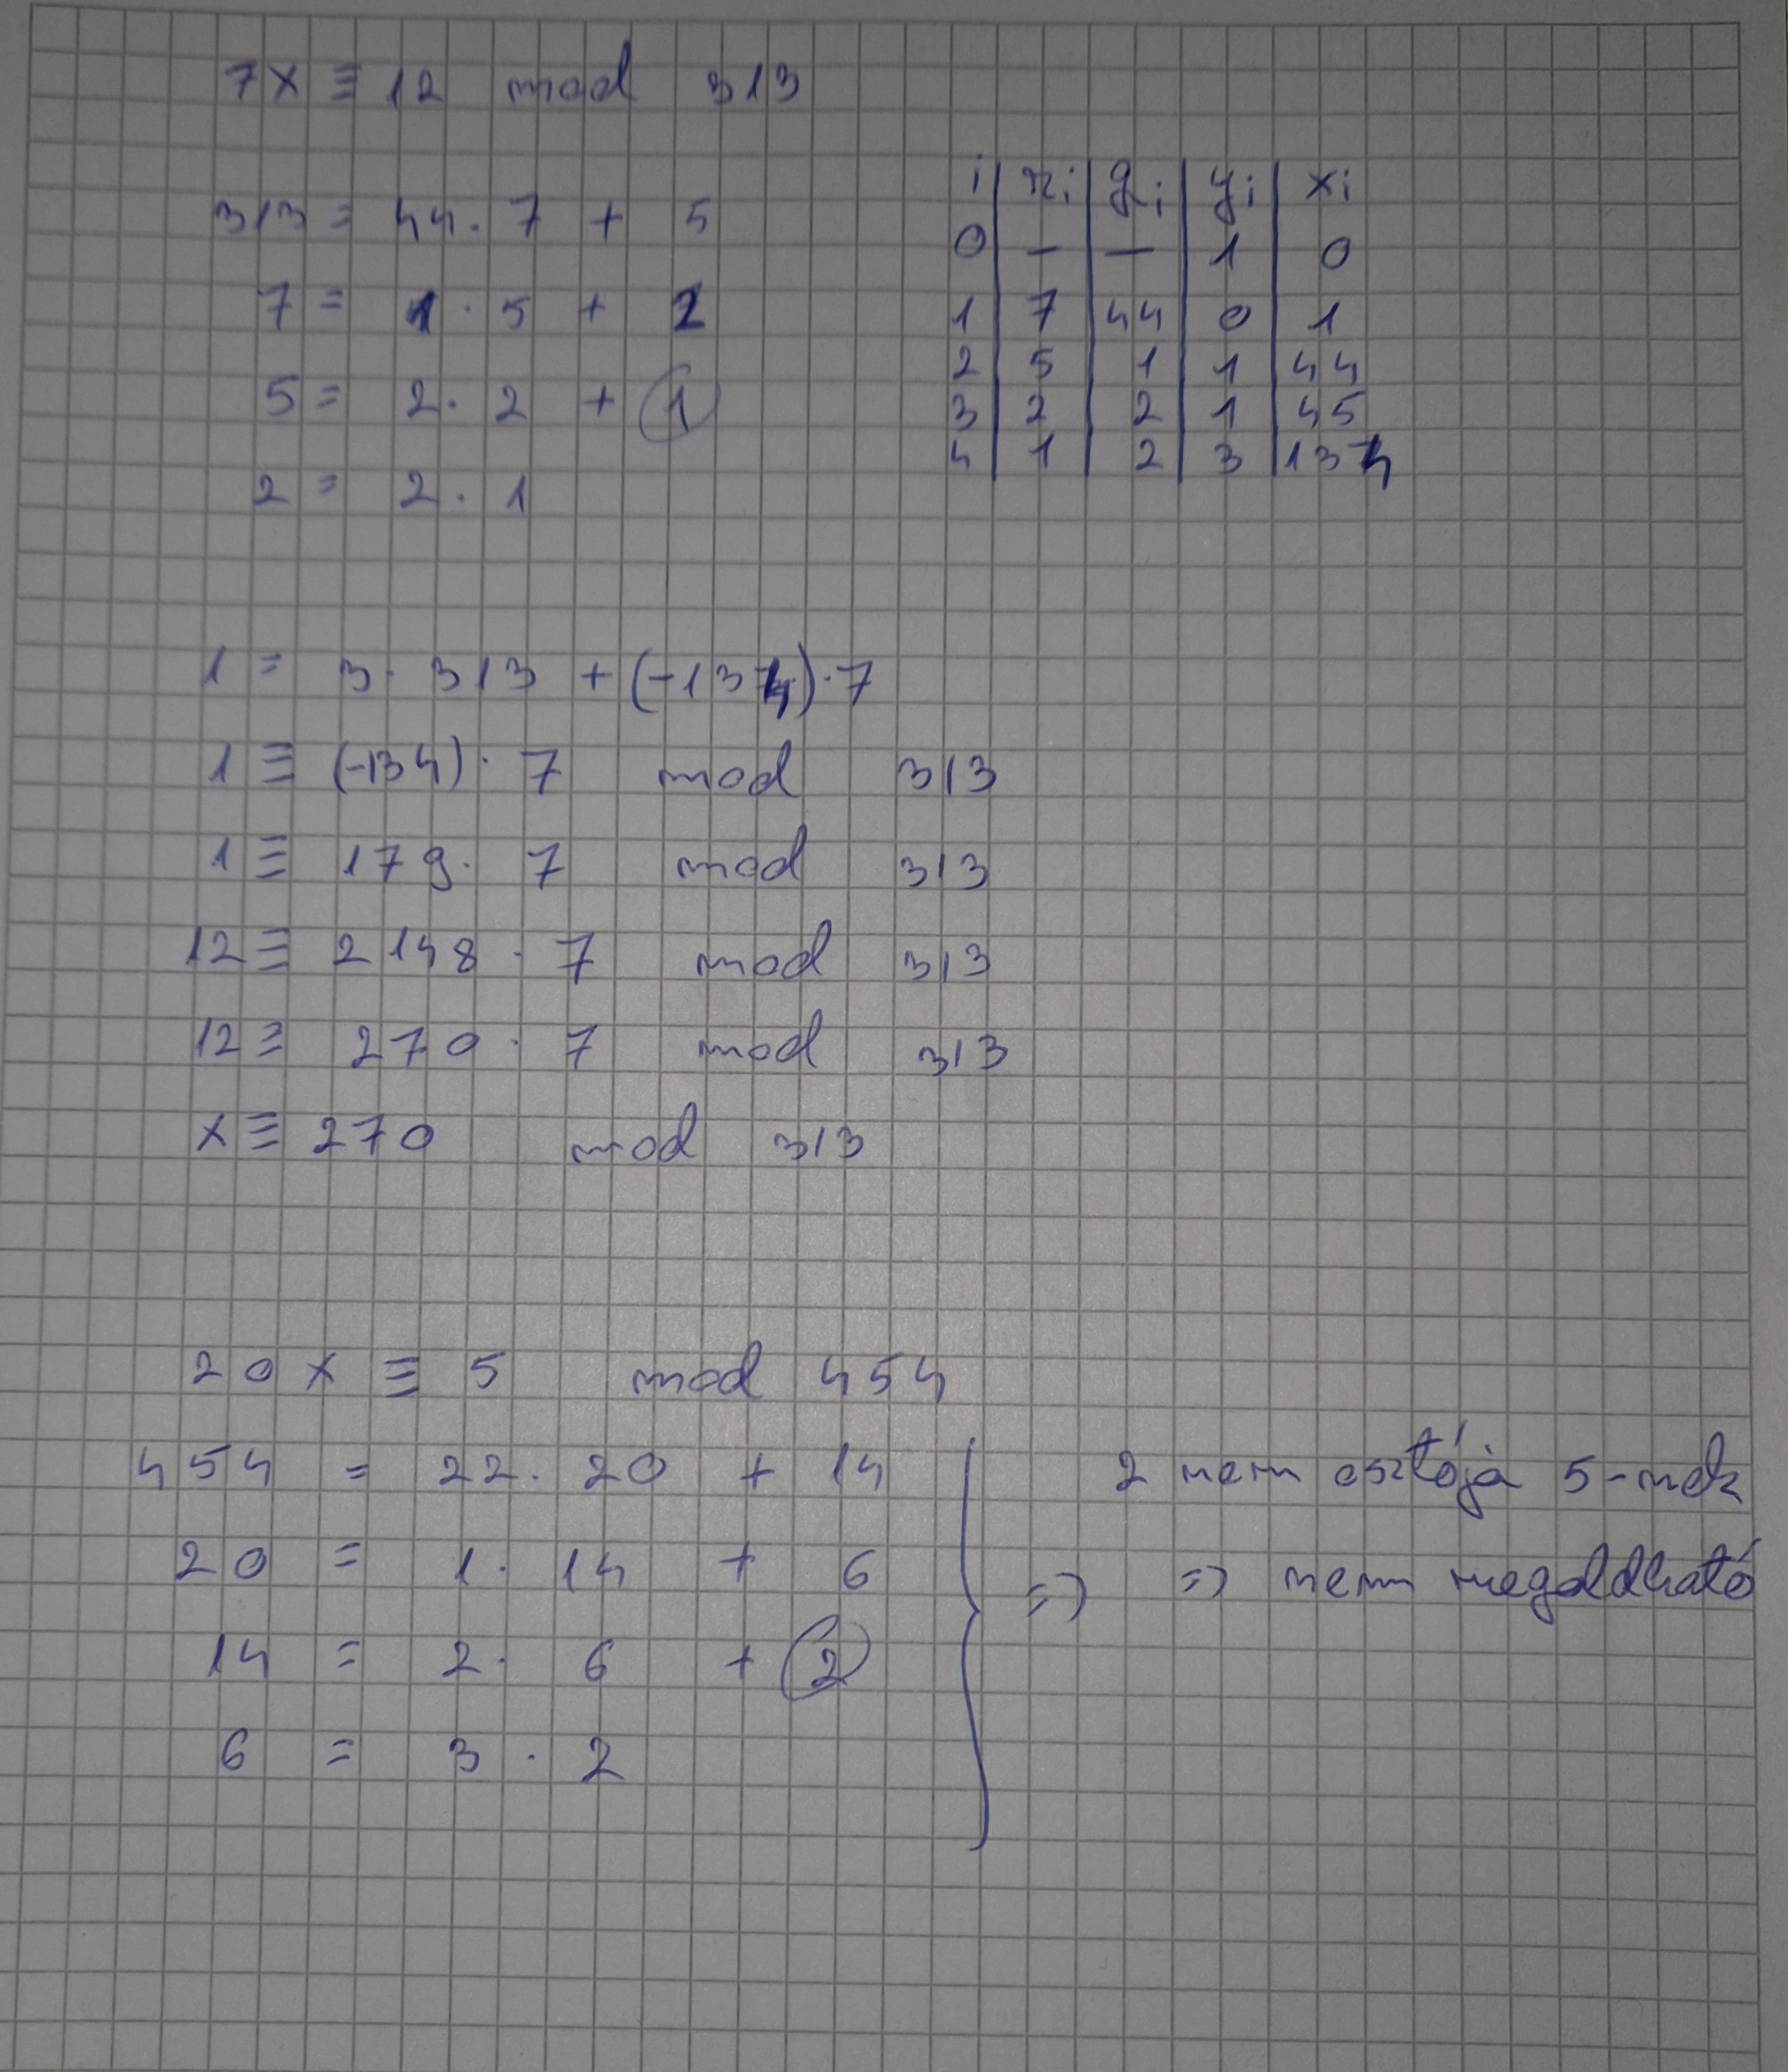 7x ≡ 12 mod 313
313 = 44 · 7 + 5
7 = 1 · 5 + 2
5 = 2 · 2 + 1
2 = 2 · 1
i | ri | qi | yi | xi
0 | — | — | 1 | 0
1 | 7 | 44 | 0 | 1
2 | 5 | 1 | 1 | 44
3 | 2 | 2 | 1 | 45
4 | 1 | 2 | 3 | 134
1 = 3 · 313 + (-134) · 7
1 ≡ (-134) · 7 mod 313
1 ≡ 179 · 7 mod 313
12 ≡ 2148 · 7 mod 313
12 ≡ 270 · 7 mod 313
x ≡ 270 mod 313
20x ≡ 5 mod 454
454 = 22 · 20 + 14
20 = 1 · 14 + 6
14 = 2 · 6 + 2
6 = 3 · 2
=> 2 nem osztója 5-nek
=> nem megoldható